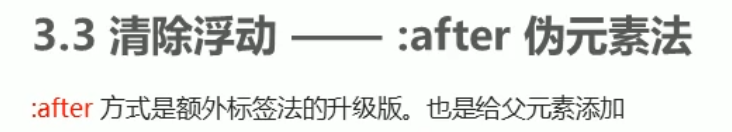 3.3 清除浮动 —— :after 伪元素法
:after 方式是额外标签法的升级版。也是给父元素添加